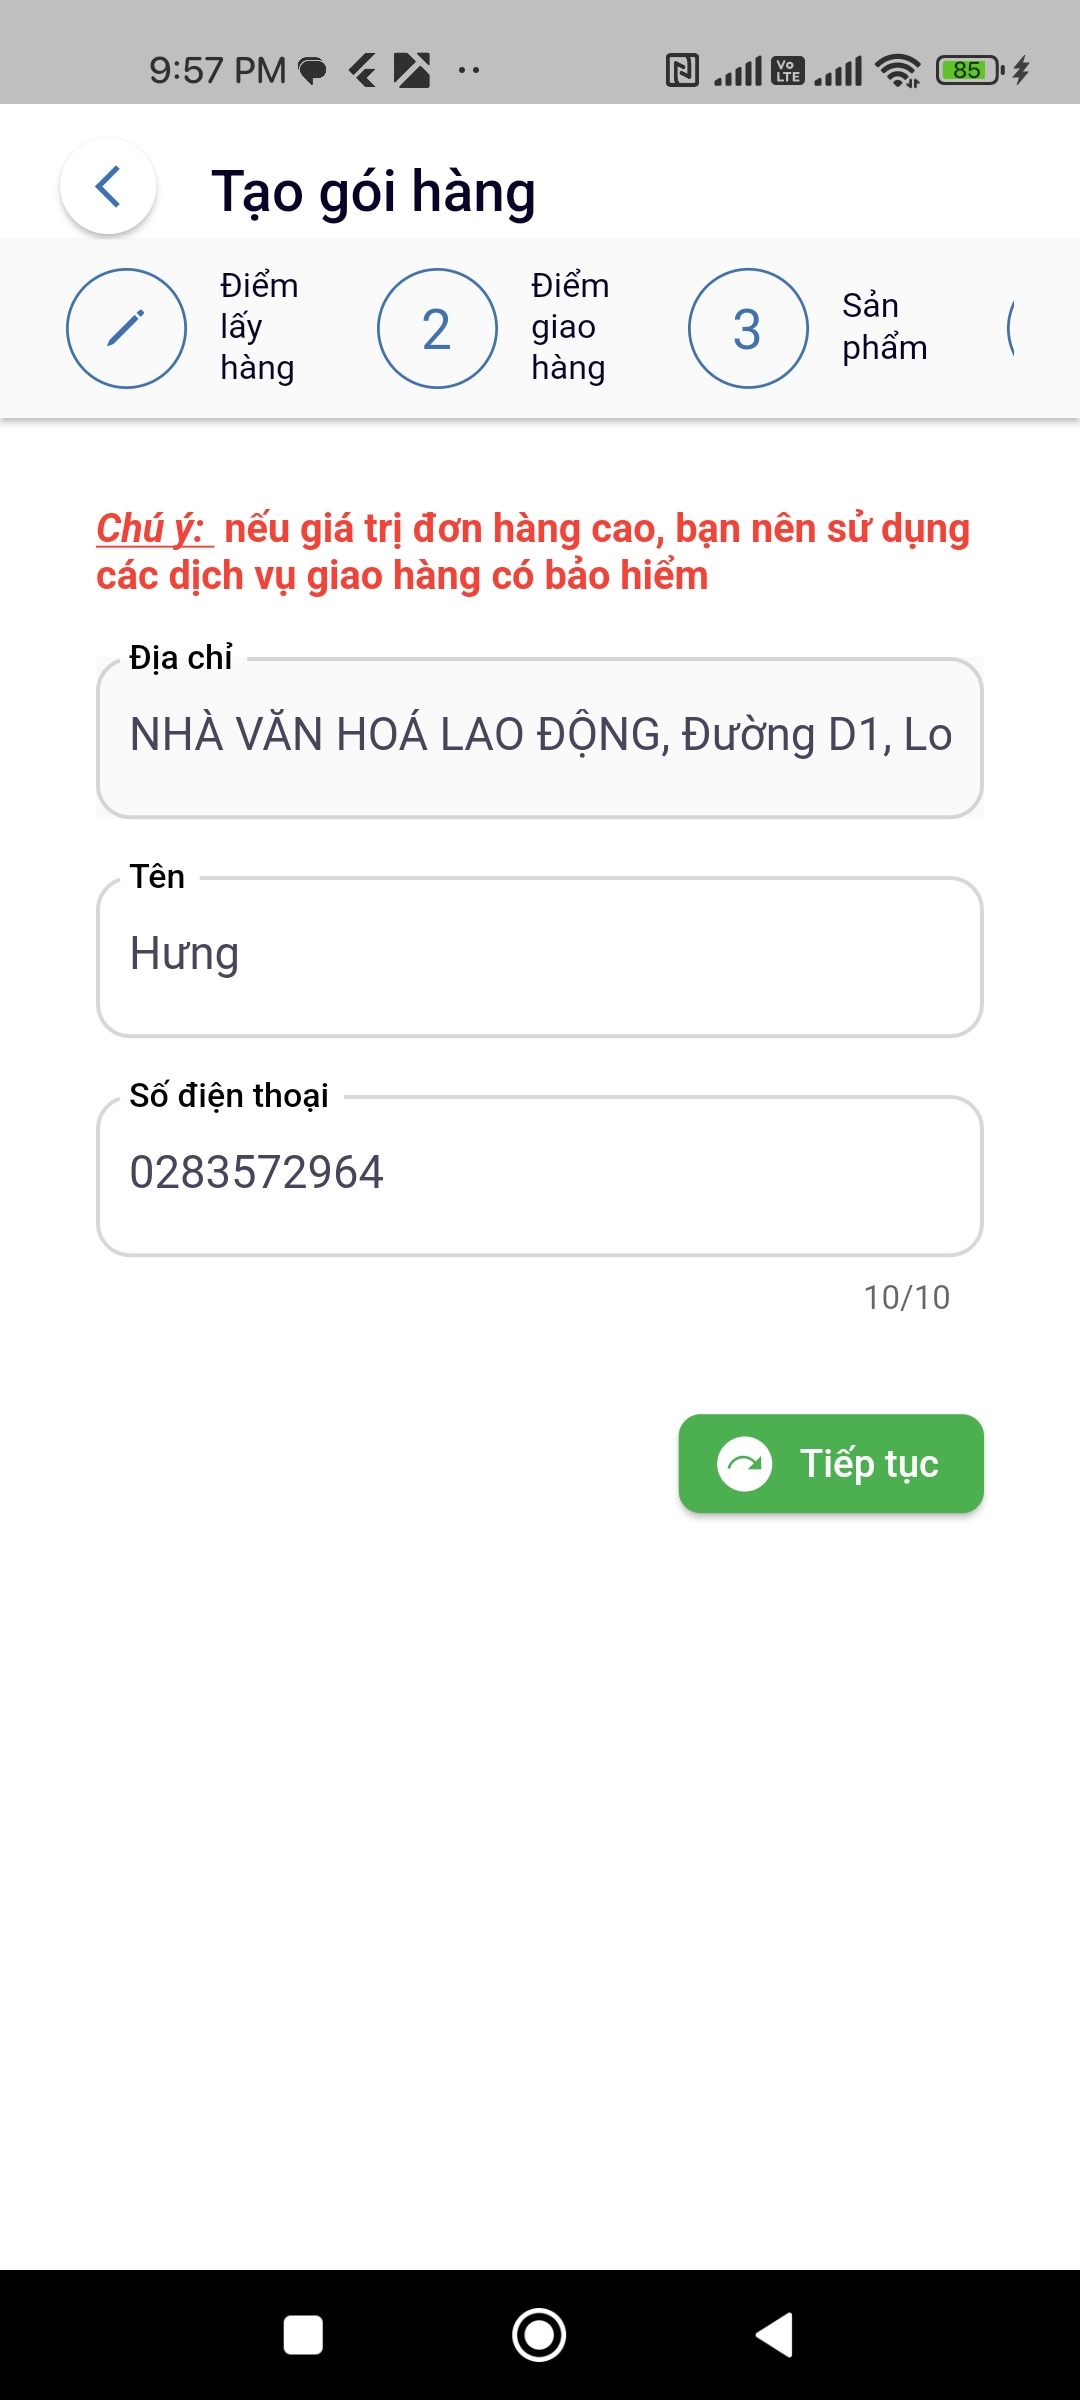 9:57 PM
Vo
LTE
85
Tạo gói hàng
Điểm
lấy
hàng
2
Điểm
giao
hàng
3
Sản
phẩm
Chú ý: nếu giá trị đơn hàng cao, bạn nên sử dụng
các dịch vụ giao hàng có bảo hiểm
Địa chỉ
NHÀ VĂN HOÁ LAO ĐỘNG, Đường D1, Lo
Tên
Hưng
Số điện thoại
0283572964
10/10
Tiếp tục